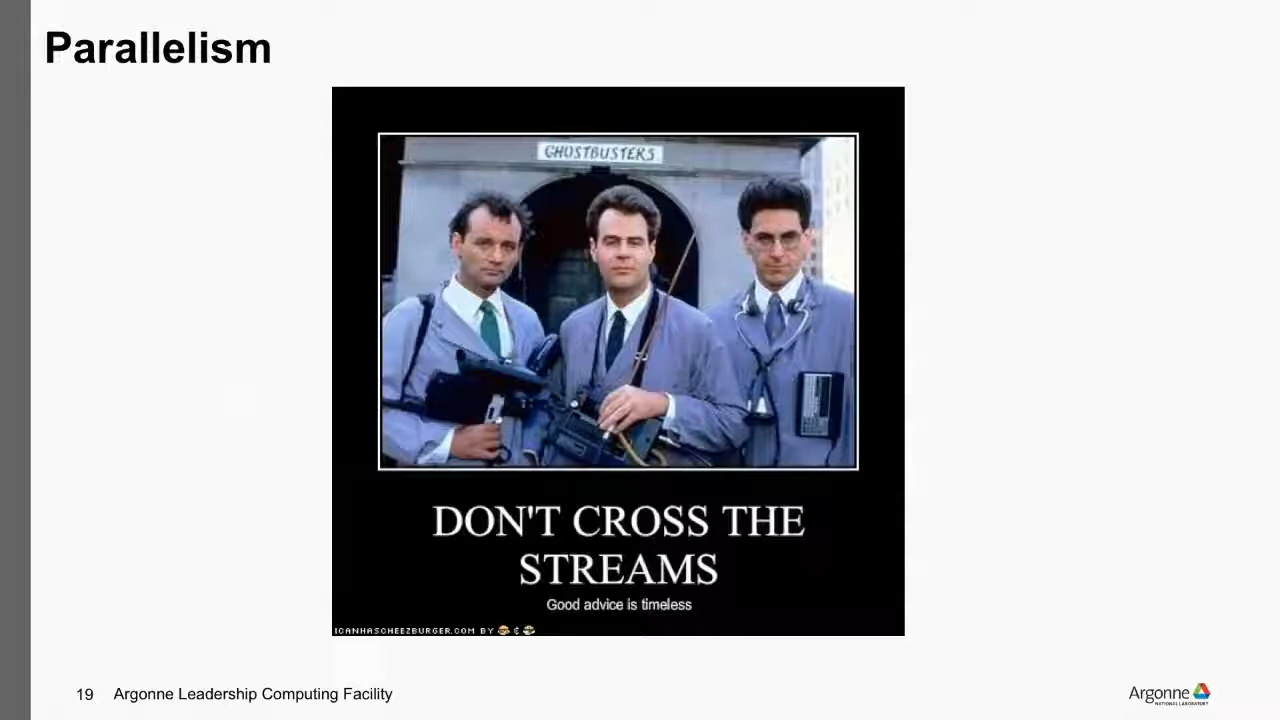 Parallelism
GHOSTBUSTERS
DON'T CROSS THE
STREAMS
Good advice is timeless
ICANHASCHEEZBURGER.COM BY & 
19 Argonne Leadership Computing Facility
Argonne
NATIONAL LABORATORY